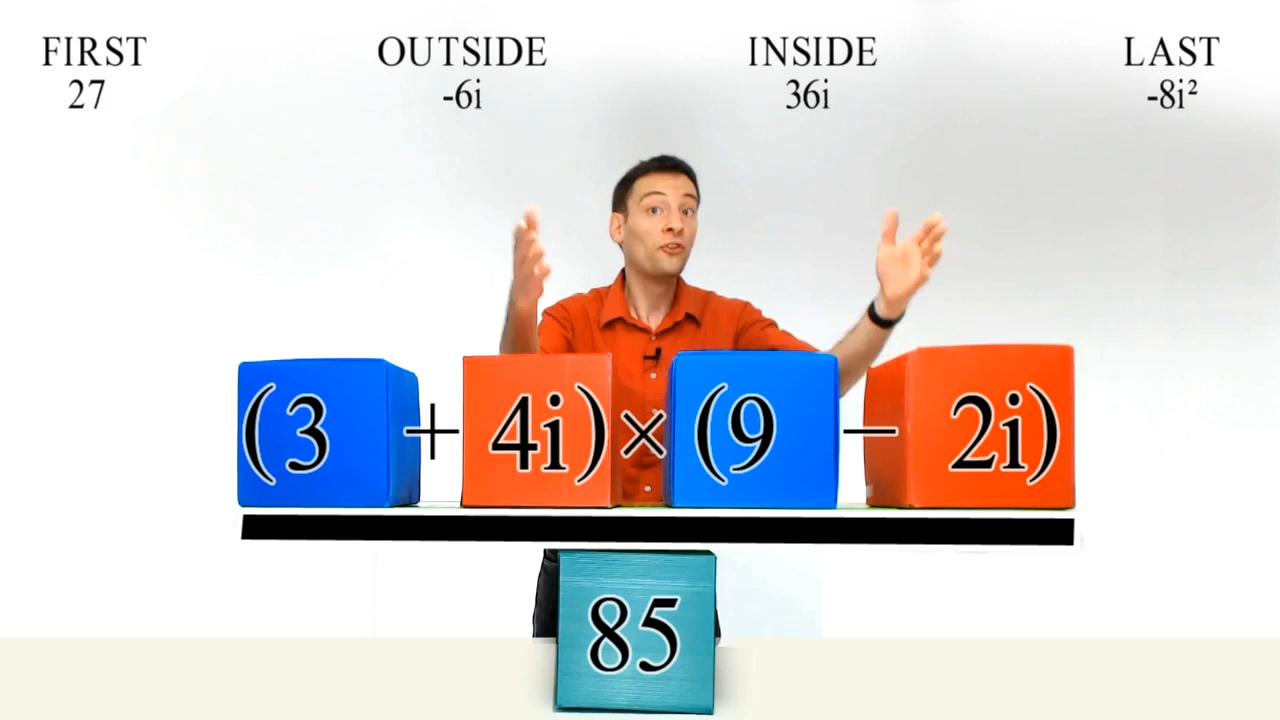 FIRST OUTSIDE INSIDE LAST
27 -6i 36i -8i²
(3 + 4i) × (9 − 2i)
85